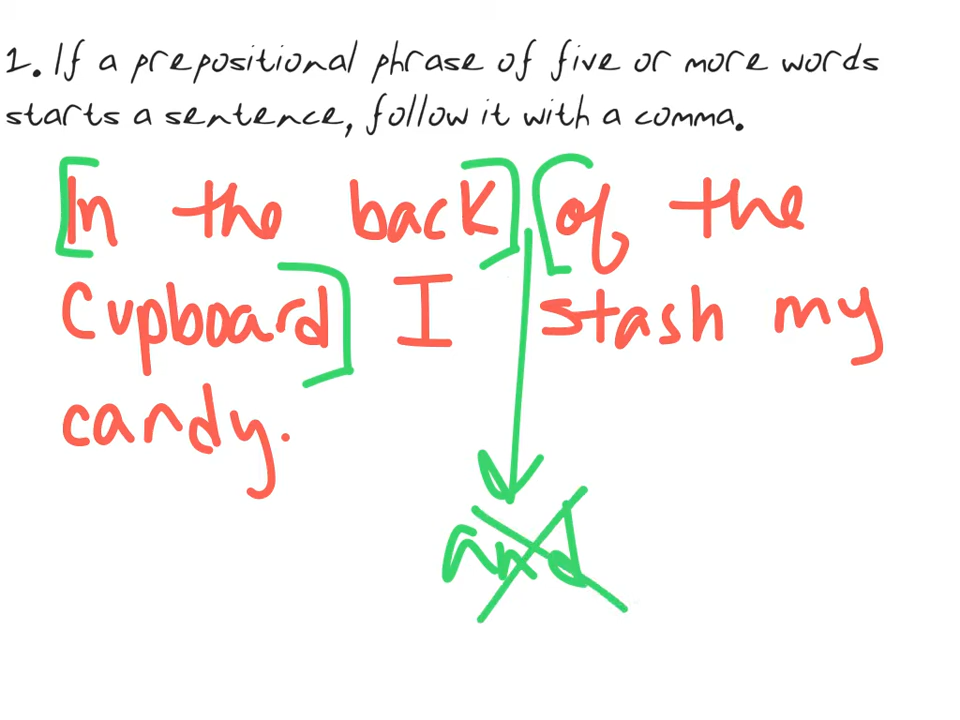 1. If a prepositional phrase of five or more words
starts a sentence, follow it with a comma.
[In the back] [of the
Cupboard] I stash my
candy.
and